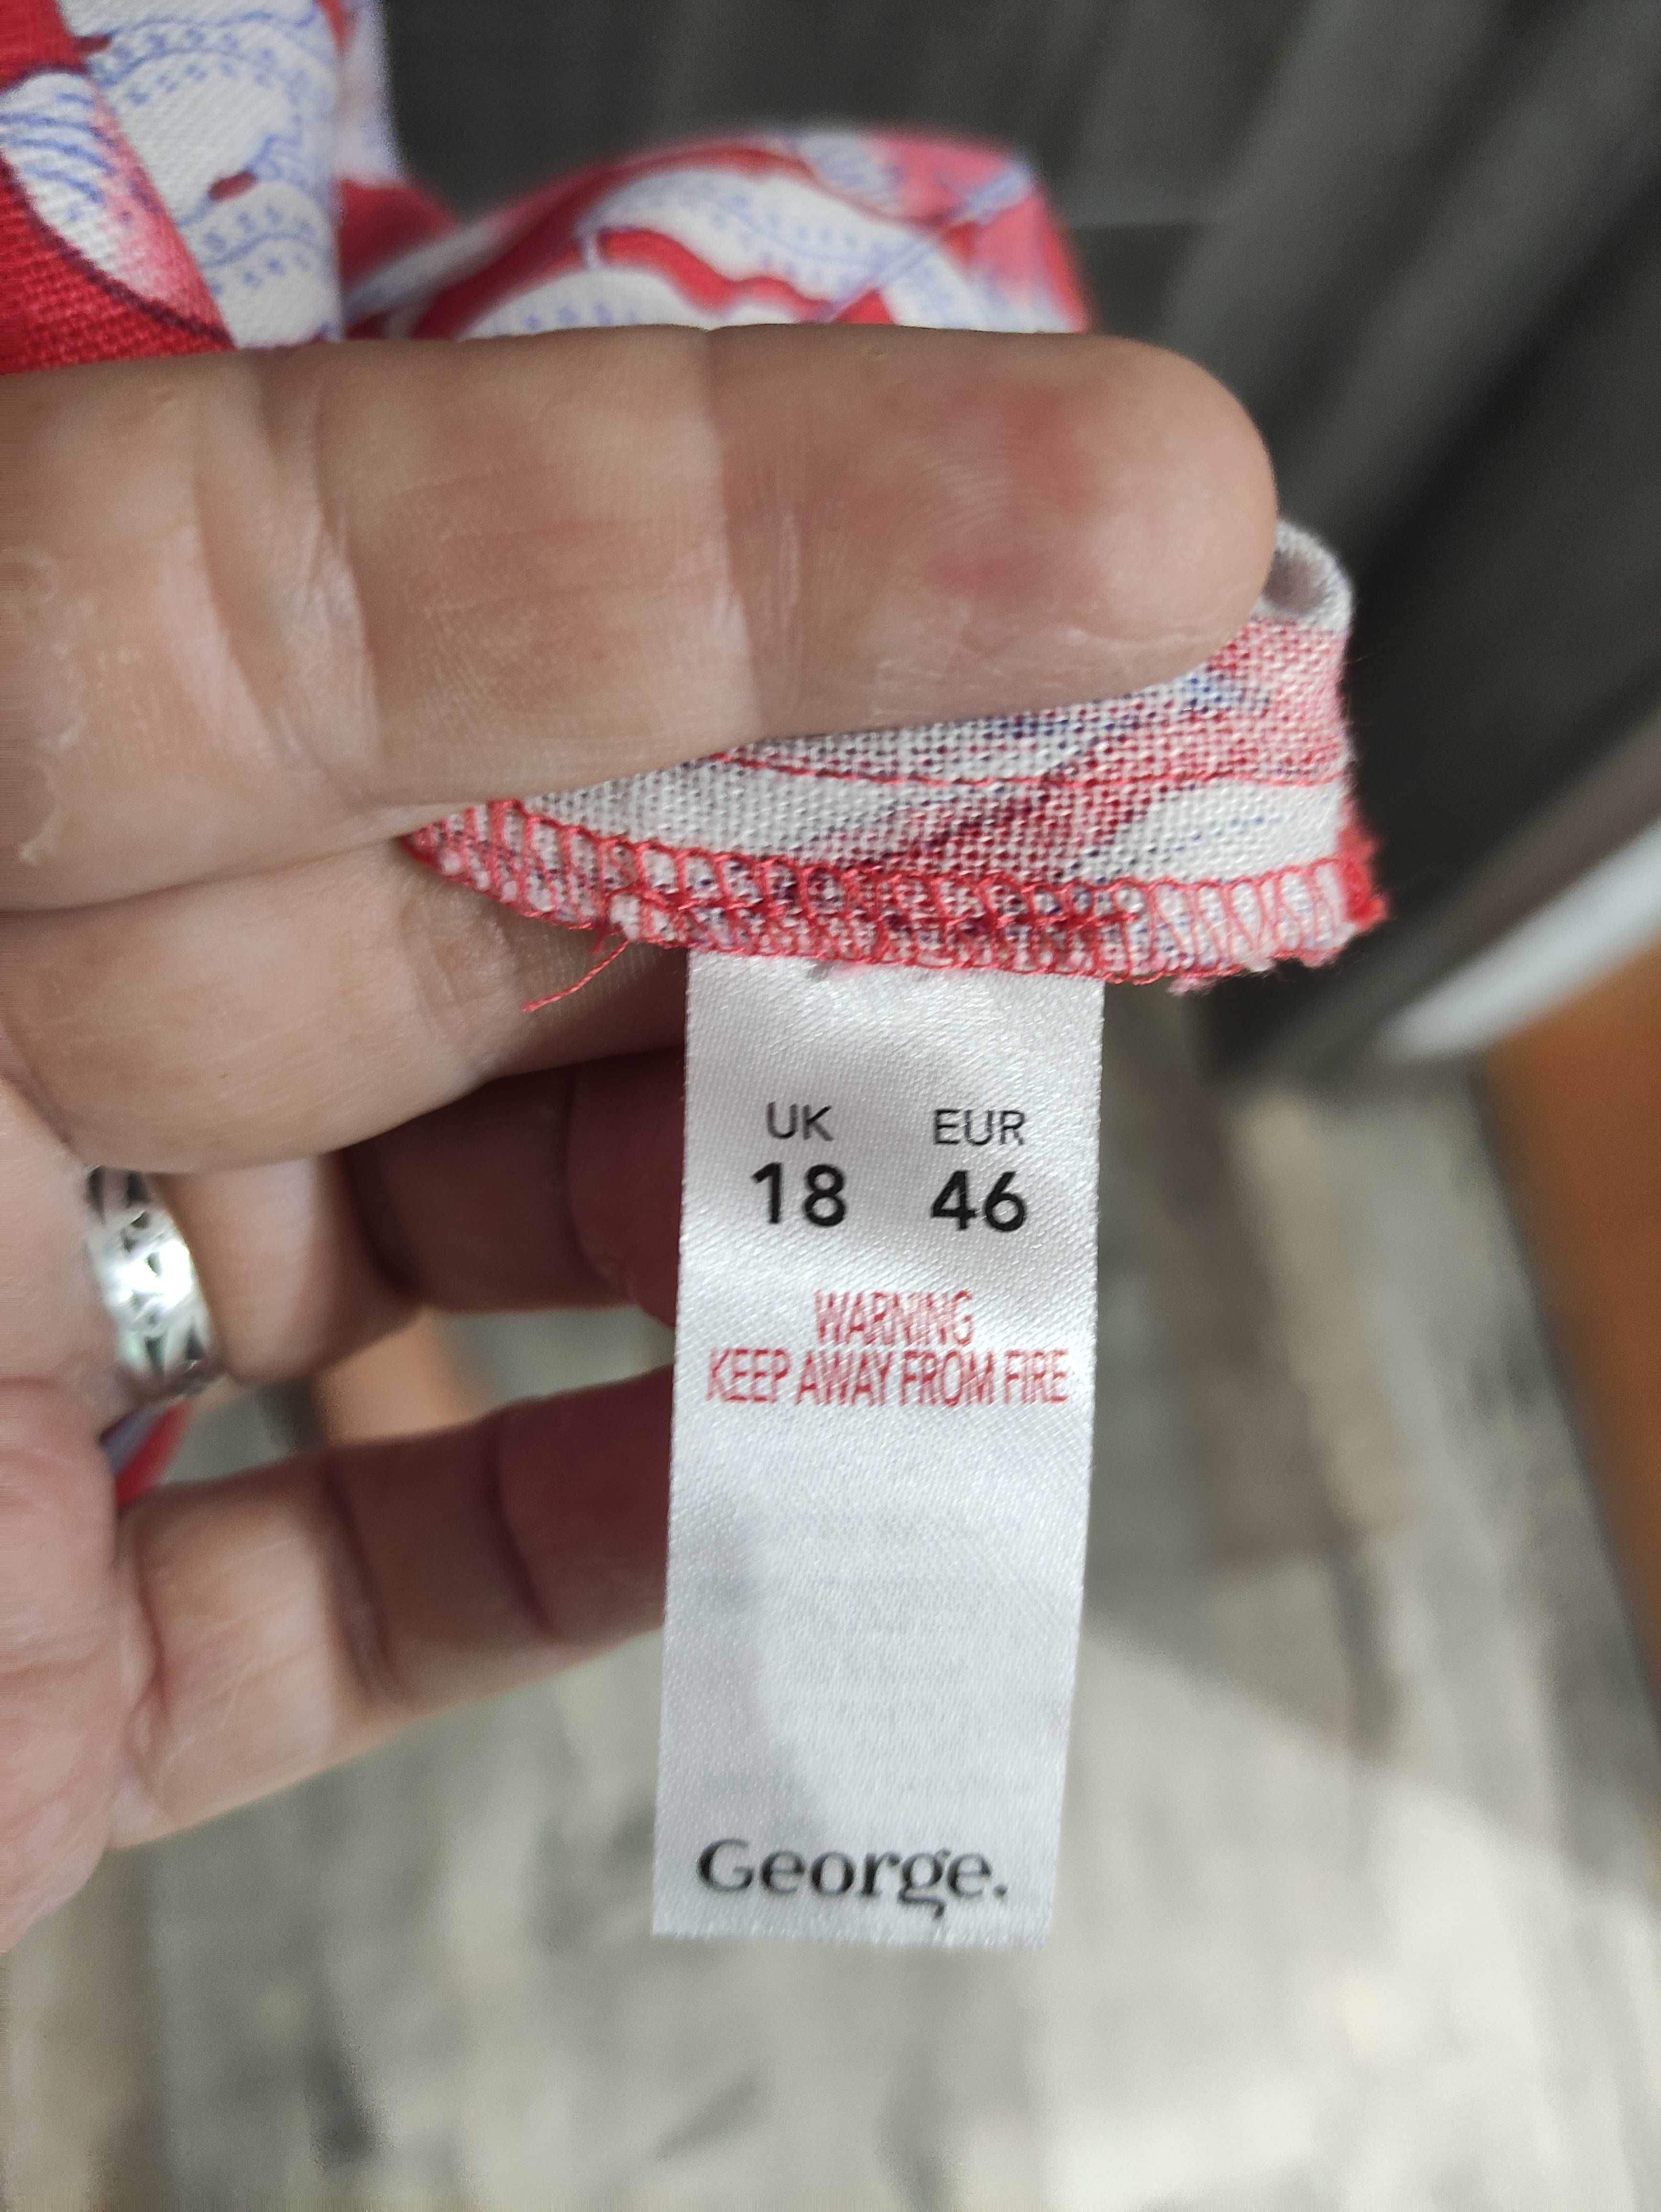 UK EUR
18 46
WARNING
KEEP AWAY FROM FIRE
George.